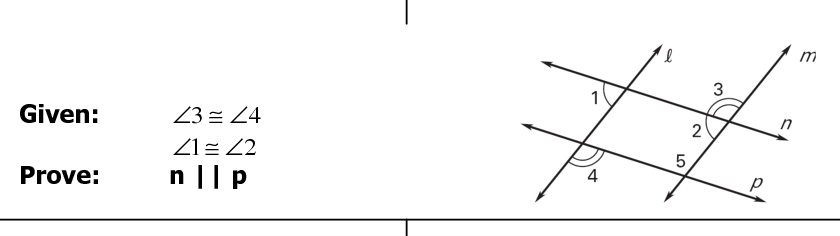 Given: ∠3 ≅ ∠4
∠1 ≅ ∠2
Prove: n || p
ℓ
m
3
1
n
2
5
4
p